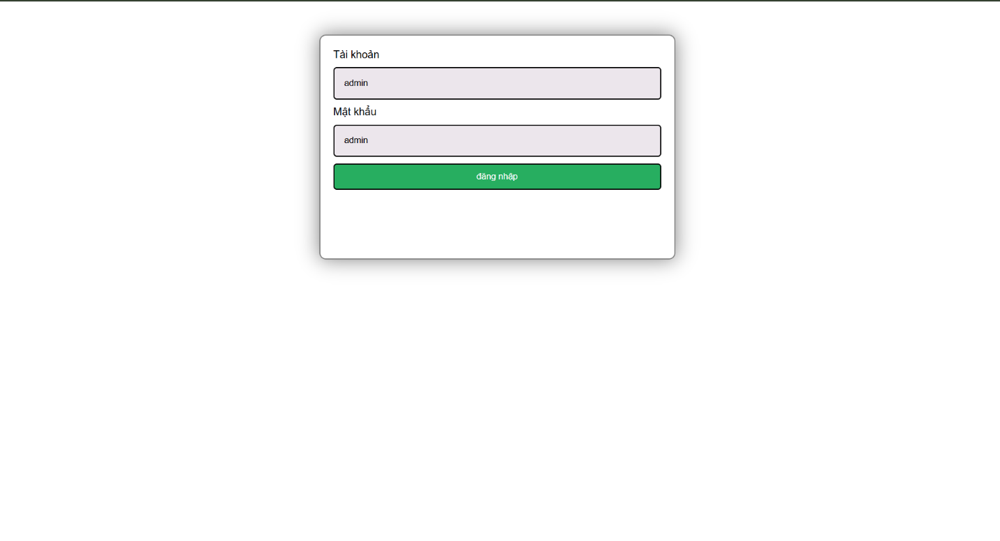 Tài khoản
admin
Mật khẩu
admin
đăng nhập